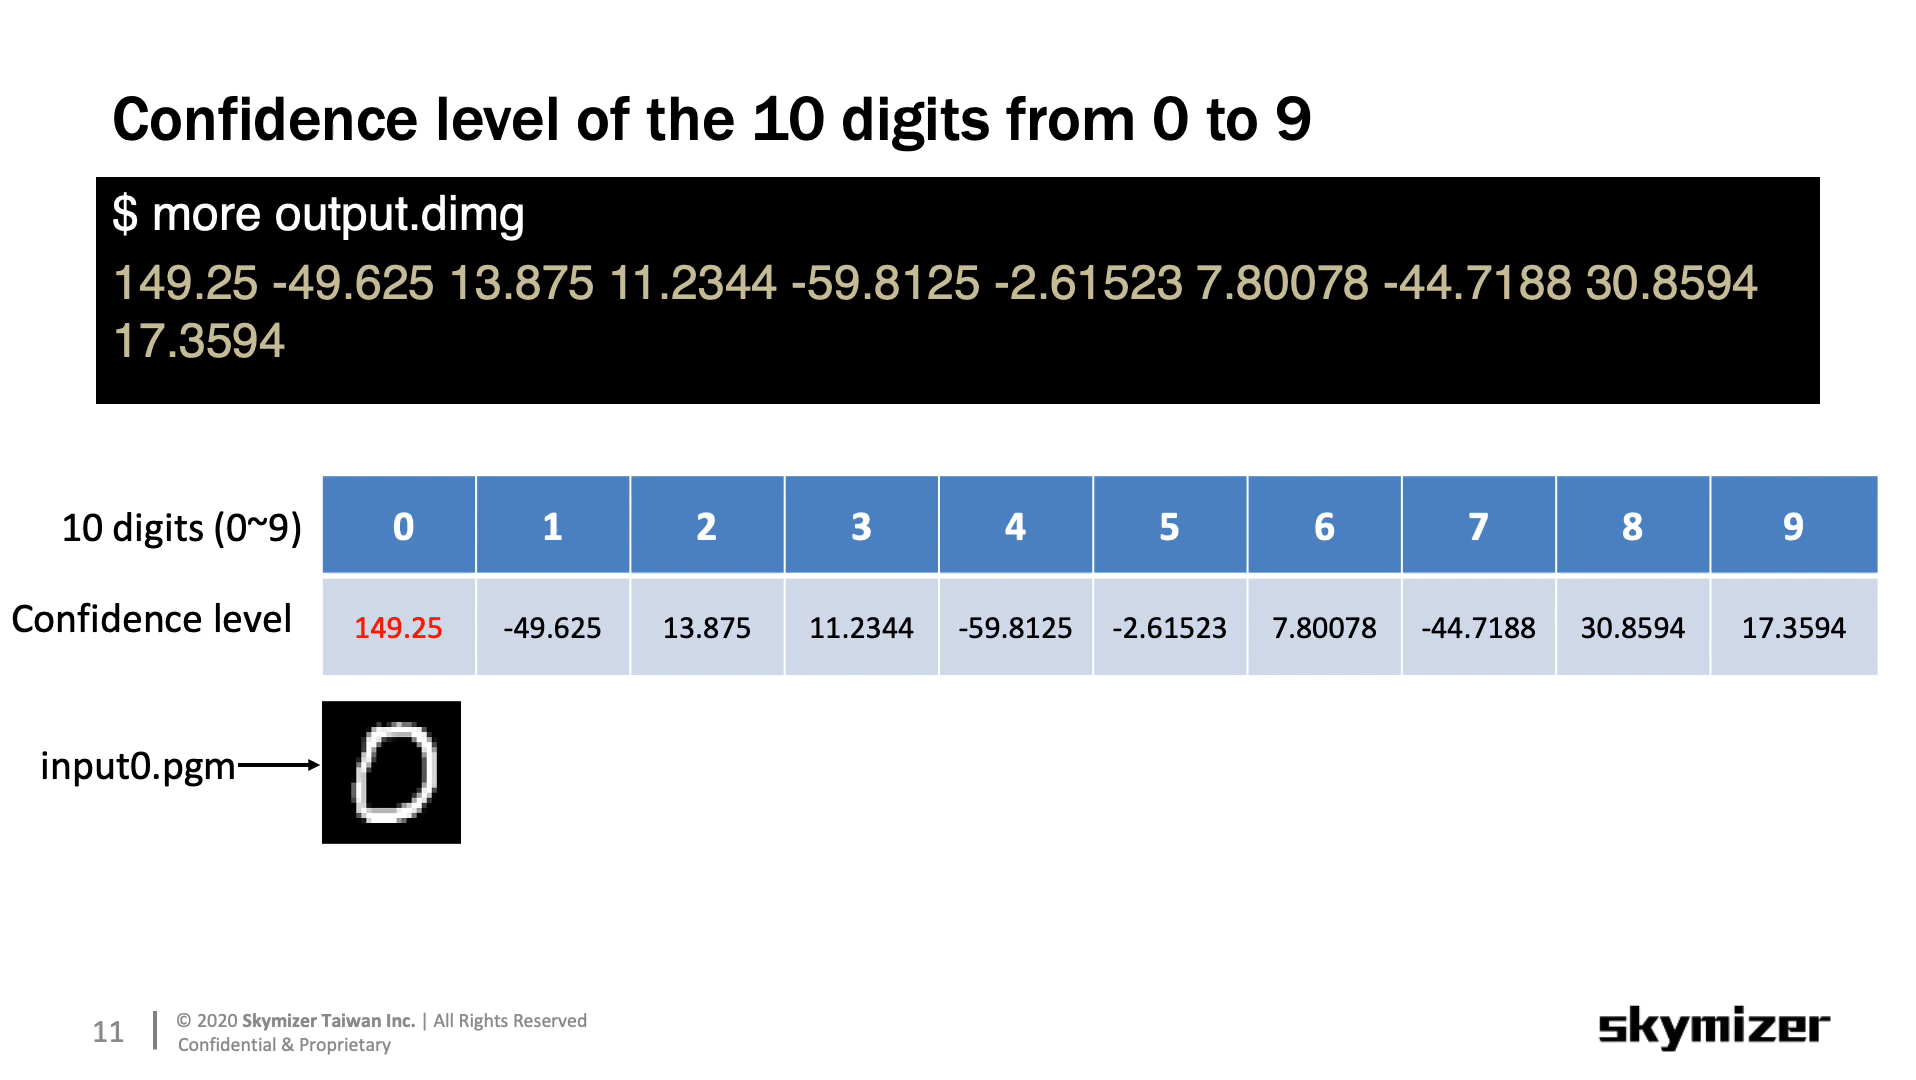 Confidence level of the 10 digits from 0 to 9
$ more output.dimg
149.25 -49.625 13.875 11.2344 -59.8125 -2.61523 7.80078 -44.7188 30.8594
17.3594
10 digits (0~9) 0 1 2 3 4 5 6 7 8 9
Confidence level 149.25 -49.625 13.875 11.2344 -59.8125 -2.61523 7.80078 -44.7188 30.8594 17.3594
input0.pgm 0
11 © 2020 Skymizer Taiwan Inc. | All Rights Reserved
Confidential & Proprietary
skymizer